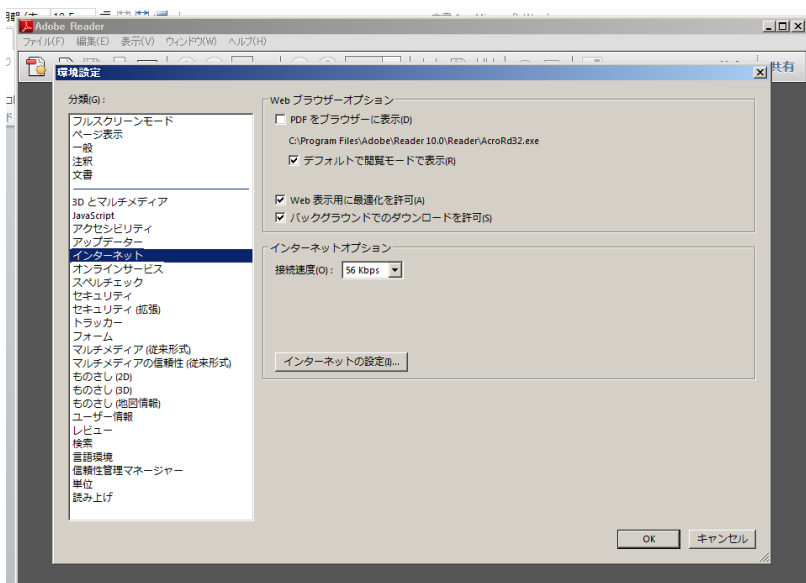 Adobe Reader
ファイル(F) 編集(E) 表示(V) ウィンドウ(W) ヘルプ(H)
共有
環境設定
分類(G):
フルスクリーンモード
ページ表示
一般
注釈
文書
3D とマルチメディア
JavaScript
アクセシビリティ
アップデーター
インターネット
オンラインサービス
スペルチェック
セキュリティ
セキュリティ (拡張)
トラッカー
フォーム
マルチメディア (従来形式)
マルチメディアの信頼性 (従来形式)
ものさし (2D)
ものさし (3D)
ものさし (地図情報)
ユーザー情報
レビュー
検索
言語環境
信頼性管理マネージャー
単位
読み上げ
Web ブラウザーオプション
PDF をブラウザーに表示(D)
C:\Program Files\Adobe\Reader 10.0\Reader\AcroRd32.exe
デフォルトで閲覧モードで表示(R)
Web 表示用に最適化を許可(A)
バックグラウンドでのダウンロードを許可(S)
インターネットオプション
接続速度(O): 56 Kbps
インターネットの設定(I)...
OK キャンセル